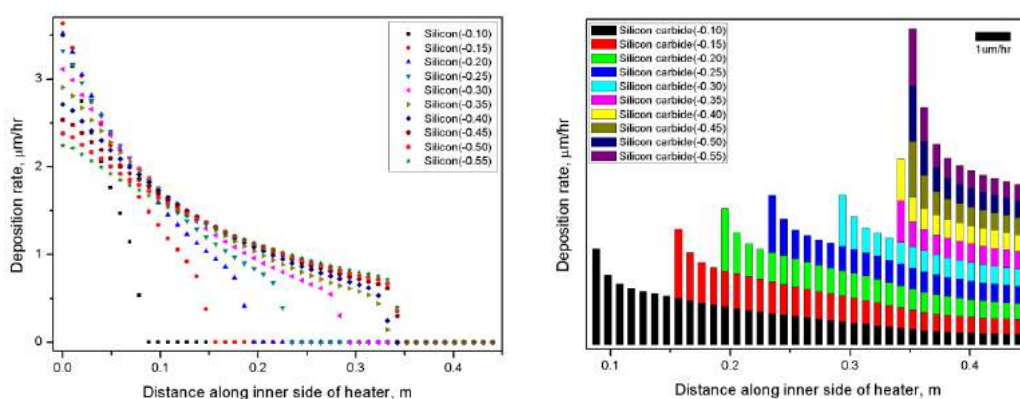 Silicon(-0.10)
Silicon(-0.15)
Silicon(-0.20)
Silicon(-0.25)
Silicon(-0.30)
Silicon(-0.35)
Silicon(-0.40)
Silicon(-0.45)
Silicon(-0.50)
Silicon(-0.55)
Deposition rate, μm/hr
3
2
1
0
0.0 0.1 0.2 0.3 0.4
Distance along inner side of heater, m
Silicon carbide(-0.10)
Silicon carbide(-0.15)
Silicon carbide(-0.20)
Silicon carbide(-0.25)
Silicon carbide(-0.30)
Silicon carbide(-0.35)
Silicon carbide(-0.40)
Silicon carbide(-0.45)
Silicon carbide(-0.50)
Silicon carbide(-0.55)
1um/hr
Deposition rate, μm/hr
0.1 0.2 0.3 0.4
Distance along inner side of heater, m